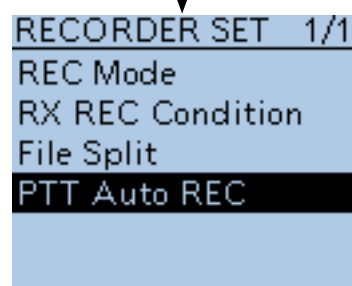 RECORDER SET 1/1
REC Mode
RX REC Condition
File Split
PTT Auto REC